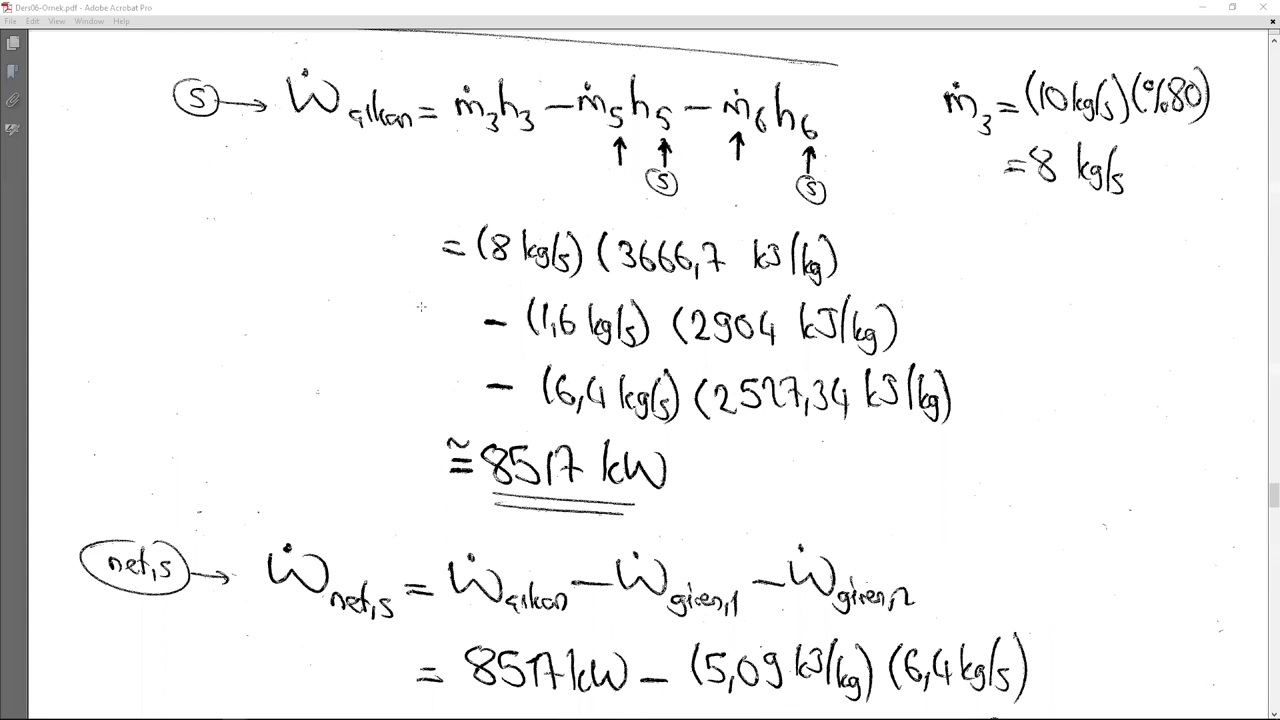 Ders06-Ornek.pdf - Adobe Acrobat Pro
File Edit View Window Help
(s) → Ẇçıkan = ṁ₃h₃ − ṁ₅h₅ − ṁ₆h₆
ṁ₃ = (10 kg/s)(%80)
= 8 kg/s
↑ ↑ ↑ ↑
(s) (s)
= (8 kg/s) (3666,7 kJ/kg)
− (1,6 kg/s) (2904 kJ/kg)
− (6,4 kg/s) (2527,34 kJ/kg)
≅ 8517 kW
(net,s) → Ẇnet,s = Ẇçıkan − Ẇgiren,1 − Ẇgiren,2
= 8517 kW − (5,09 kJ/kg) (6,4 kg/s)